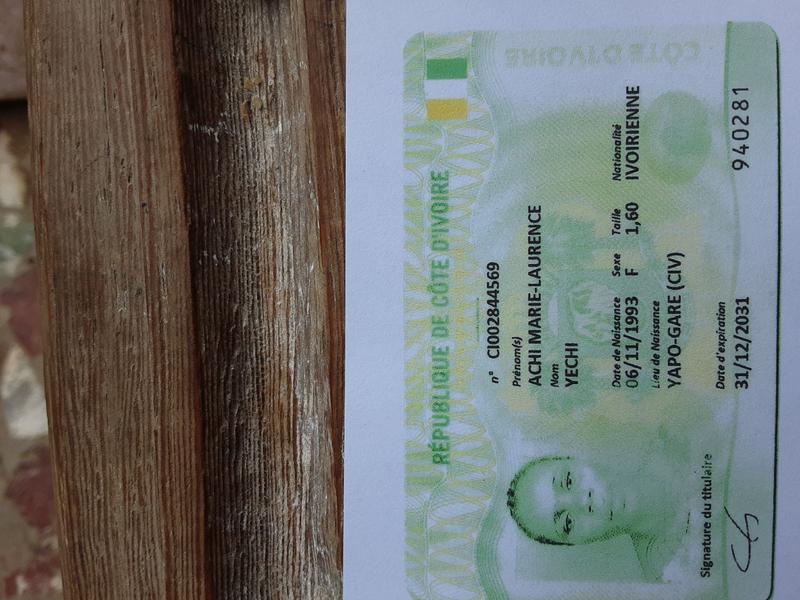 RÉPUBLIQUE DE CÔTE D'IVOIRE
CÔTE D'IVOIRE
n° CI002844569
Prénom(s)
ACHI MARIE-LAURENCE
Nom
YECHI
Date de Naissance Sexe Taille Nationalité
06/11/1993 F 1,60 IVOIRIENNE
Lieu de Naissance
YAPO-GARE (CIV)
Signature du titulaire
Date d'expiration
31/12/2031
940281